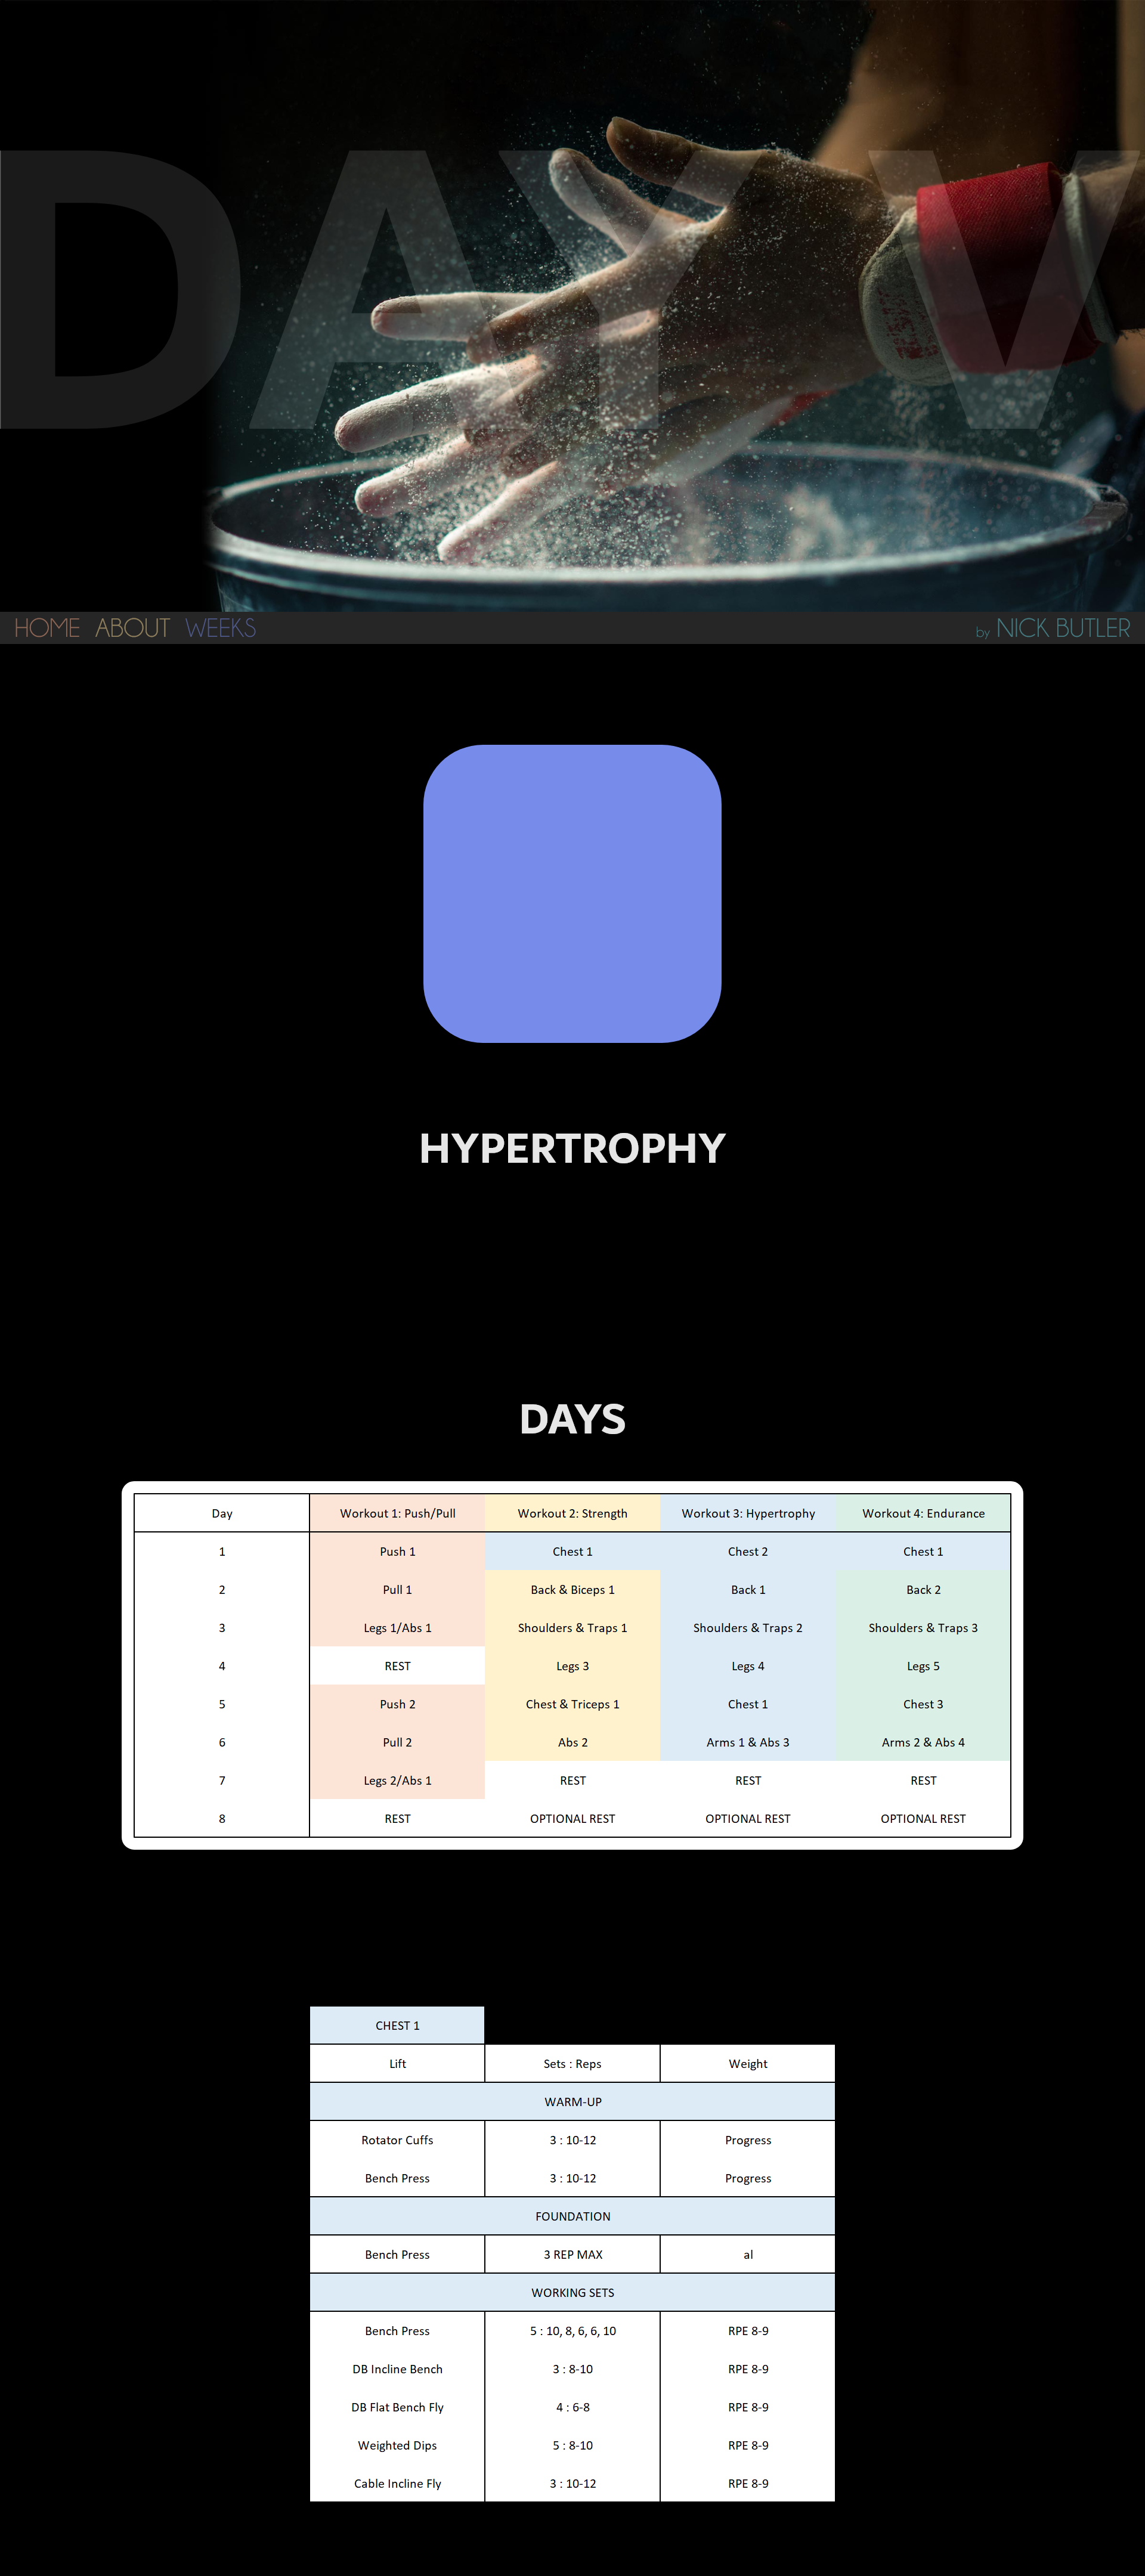 DAY V
HOME ABOUT WEEKS by NICK BUTLER
HYPERTROPHY
DAYS
Day Workout 1: Push/Pull Workout 2: Strength Workout 3: Hypertrophy Workout 4: Endurance
1 Push 1 Chest 1 Chest 2 Chest 1
2 Pull 1 Back & Biceps 1 Back 1 Back 2
3 Legs 1/Abs 1 Shoulders & Traps 1 Shoulders & Traps 2 Shoulders & Traps 3
4 REST Legs 3 Legs 4 Legs 5
5 Push 2 Chest & Triceps 1 Chest 1 Chest 3
6 Pull 2 Abs 2 Arms 1 & Abs 3 Arms 2 & Abs 4
7 Legs 2/Abs 1 REST REST REST
8 REST OPTIONAL REST OPTIONAL REST OPTIONAL REST
CHEST 1
Lift Sets : Reps Weight
WARM-UP
Rotator Cuffs 3 : 10-12 Progress
Bench Press 3 : 10-12 Progress
FOUNDATION
Bench Press 3 REP MAX al
WORKING SETS
Bench Press 5 : 10, 8, 6, 6, 10 RPE 8-9
DB Incline Bench 3 : 8-10 RPE 8-9
DB Flat Bench Fly 4 : 6-8 RPE 8-9
Weighted Dips 5 : 8-10 RPE 8-9
Cable Incline Fly 3 : 10-12 RPE 8-9